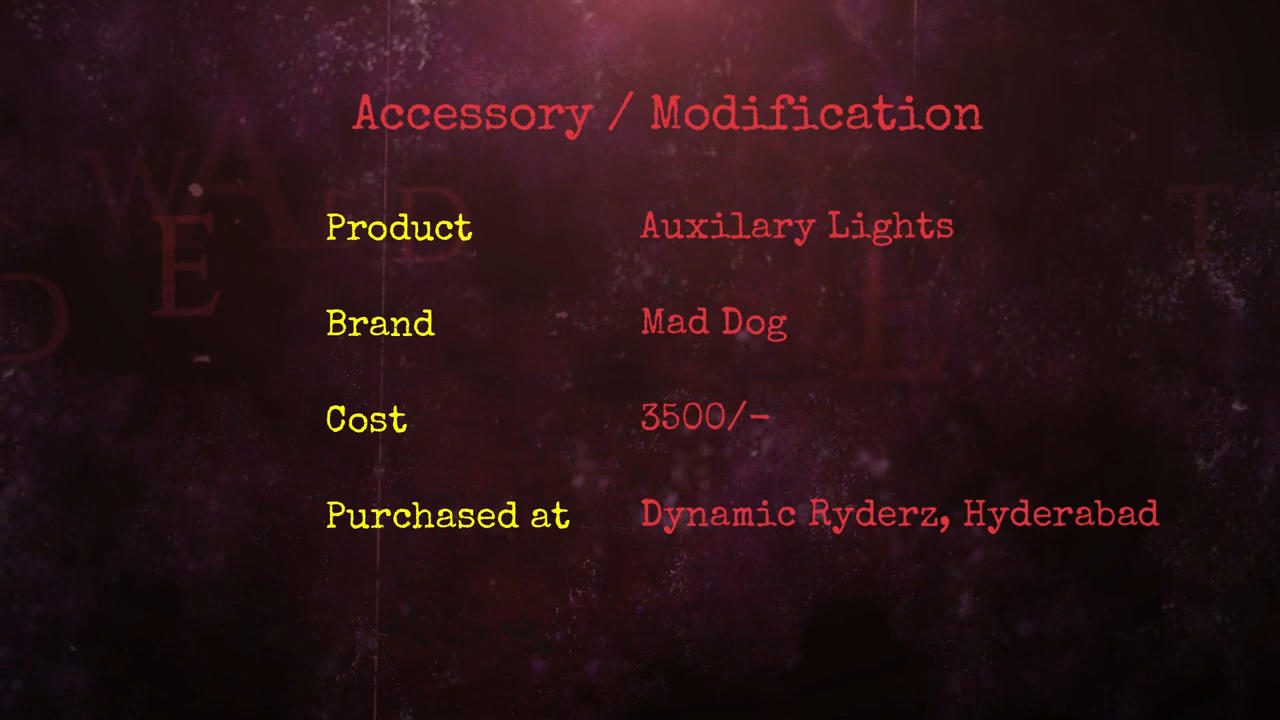 Accessory / Modification
Product Auxilary Lights
Brand Mad Dog
Cost 3500/-
Purchased at Dynamic Ryderz, Hyderabad